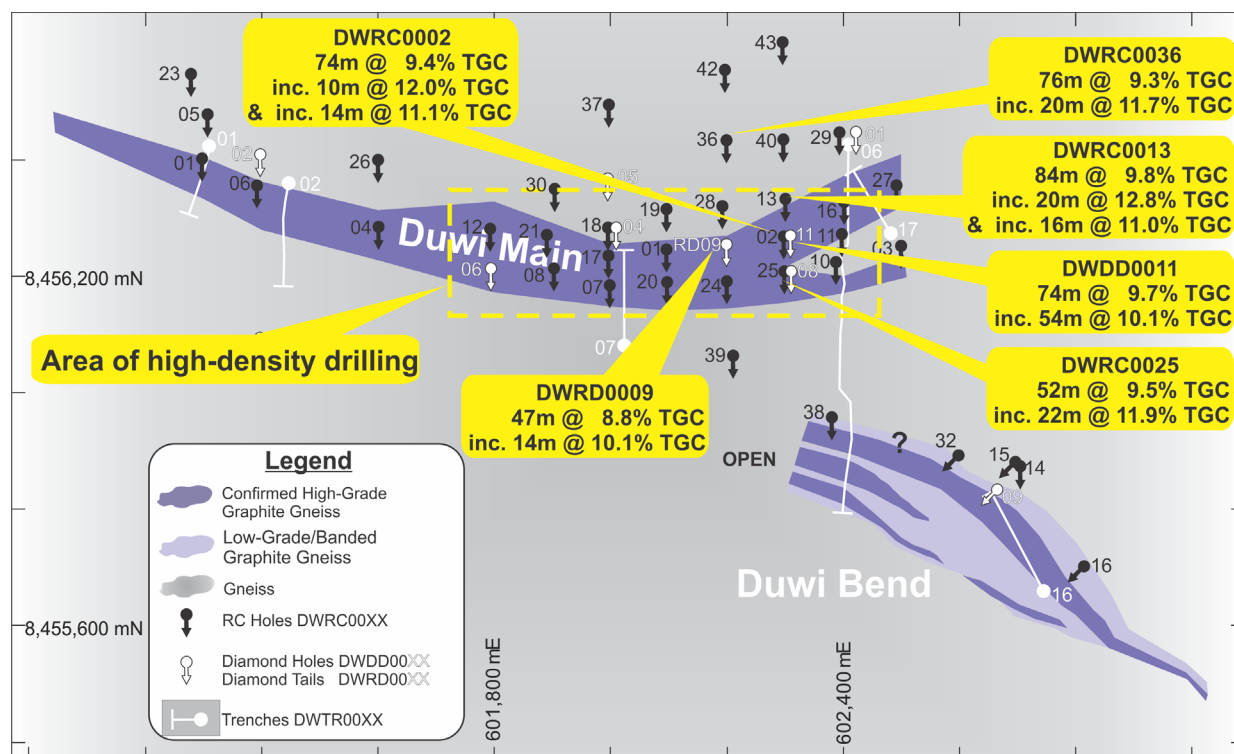 DWRC0002
74m @ 9.4% TGC
inc. 10m @ 12.0% TGC
& inc. 14m @ 11.1% TGC
DWRC0036
76m @ 9.3% TGC
inc. 20m @ 11.7% TGC
DWRC0013
84m @ 9.8% TGC
inc. 20m @ 12.8% TGC
& inc. 16m @ 11.0% TGC
DWDD0011
74m @ 9.7% TGC
inc. 54m @ 10.1% TGC
DWRC0025
52m @ 9.5% TGC
inc. 22m @ 11.9% TGC
DWRD0009
47m @ 8.8% TGC
inc. 14m @ 10.1% TGC
Area of high-density drilling
43
42
23
37
05
36
40
29
01
06
01
01
02
26
05
27
06
02
30
13
16
28
19
04
12
21
18
04
Duwi Main
RD09
02
11
11
17
03
17
01
06
08
10
25
08
07
20
24
8,456,200 mN
07
39
38
OPEN
?
32
15
14
09
16
16
Duwi Bend
8,455,600 mN
601,800 mE
602,400 mE
Legend
Confirmed High-Grade
Graphite Gneiss
Low-Grade/Banded
Graphite Gneiss
Gneiss
RC Holes DWRC00XX
Diamond Holes DWDD00XX
Diamond Tails DWRD00XX
Trenches DWTR00XX